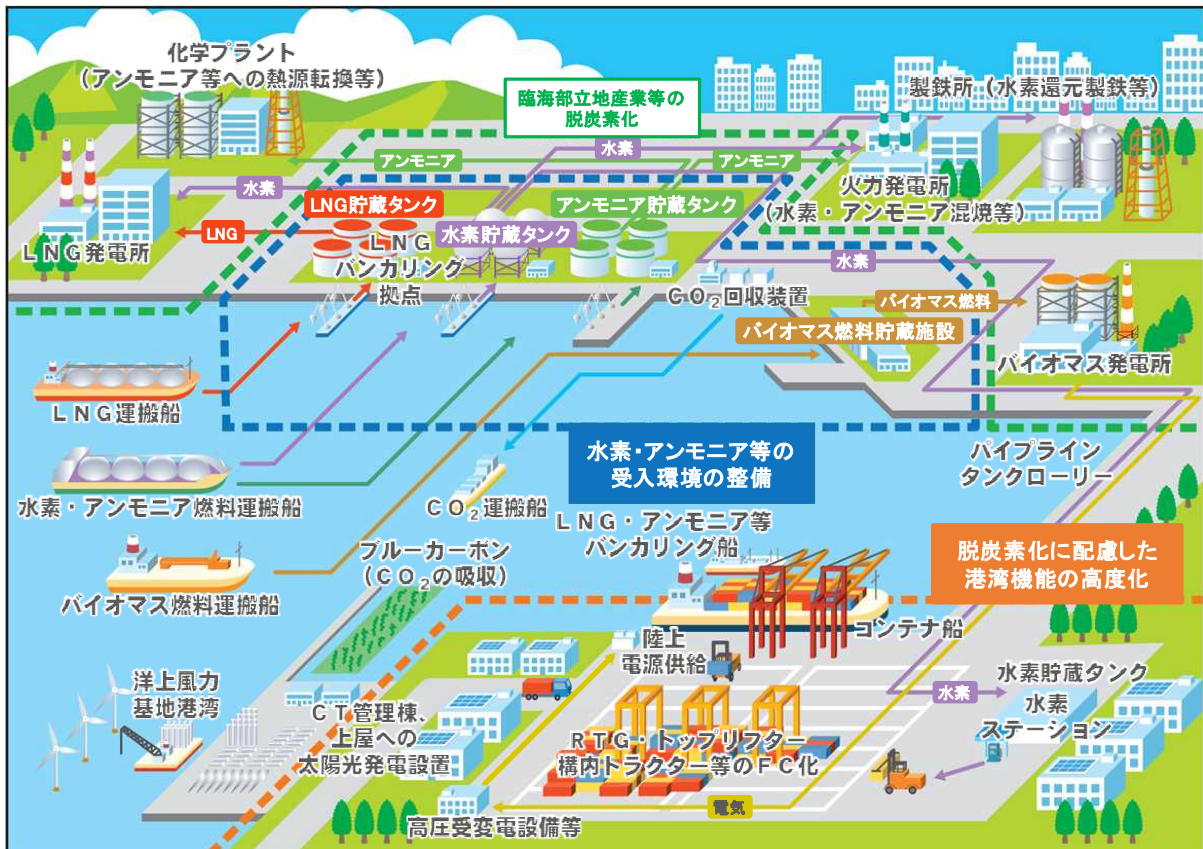 化学プラント
(アンモニア等への熱源転換等)
臨海部立地産業等の
脱炭素化
製鉄所（水素還元製鉄等）
アンモニア
水素
アンモニア
水素
火力発電所
(水素・アンモニア混焼等)
LNG貯蔵タンク
アンモニア貯蔵タンク
LNG
水素貯蔵タンク
LNG発電所
LNG
バンカリング
拠点
水素
CO₂回収装置
バイオマス燃料
バイオマス燃料貯蔵施設
バイオマス発電所
LNG運搬船
水素・アンモニア等の
受入環境の整備
パイプライン
タンクローリー
水素・アンモニア燃料運搬船
CO₂運搬船
LNG・アンモニア等
バンカリング船
ブルーカーボン
(CO₂の吸収)
脱炭素化に配慮した
港湾機能の高度化
バイオマス燃料運搬船
コンテナ船
陸上
電源供給
洋上風力
基地港湾
水素貯蔵タンク
水素
水素
ステーション
CT管理棟、
上屋への
太陽光発電設置
RTG・トップリフター
構内トラクター等のFC化
電気
高圧受変電設備等